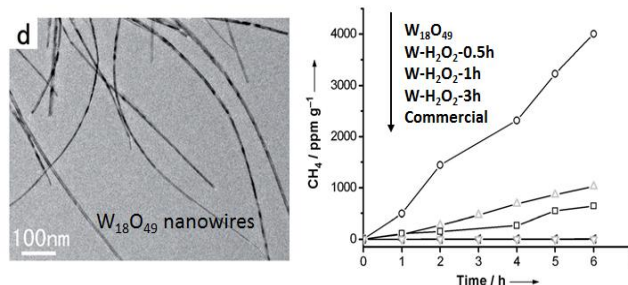 d
W₁₈O₄₉ nanowires
100nm
W₁₈O₄₉
W-H₂O₂-0.5h
W-H₂O₂-1h
W-H₂O₂-3h
Commercial
CH₄ / ppm g⁻¹
4000
3000
2000
1000
0
0 1 2 3 4 5 6
Time / h